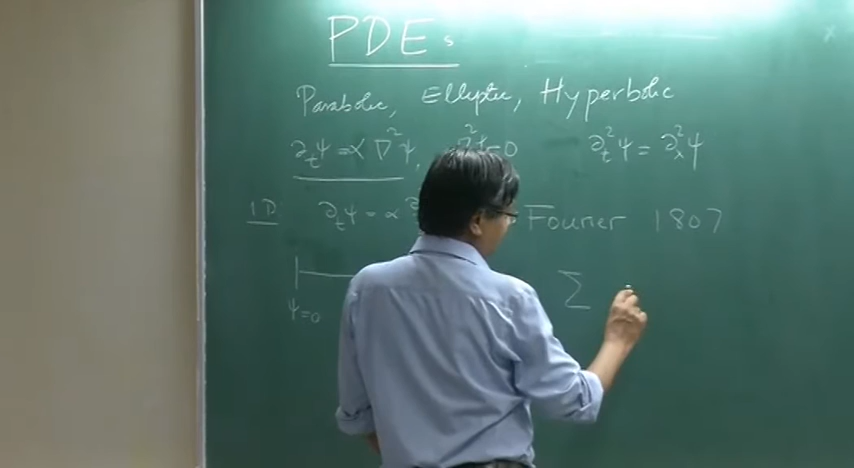 PDEs
Parabolic, Elliptic, Hyperbolic
∂ₜψ = α ∇²ψ, ∇²ψ=0 ∂ₜ²ψ = ∂ₓ²ψ
1D ∂ₜψ = α ∂ Fourier 1807
Σ
ψ=0